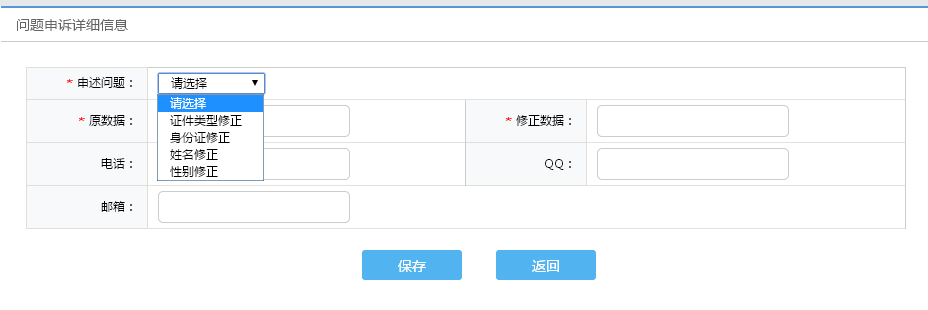 问题申诉详细信息
* 申述问题： 请选择
请选择
证件类型修正
身份证修正
姓名修正
性别修正
* 原数据： * 修正数据：
电话： QQ：
邮箱：
保存 返回